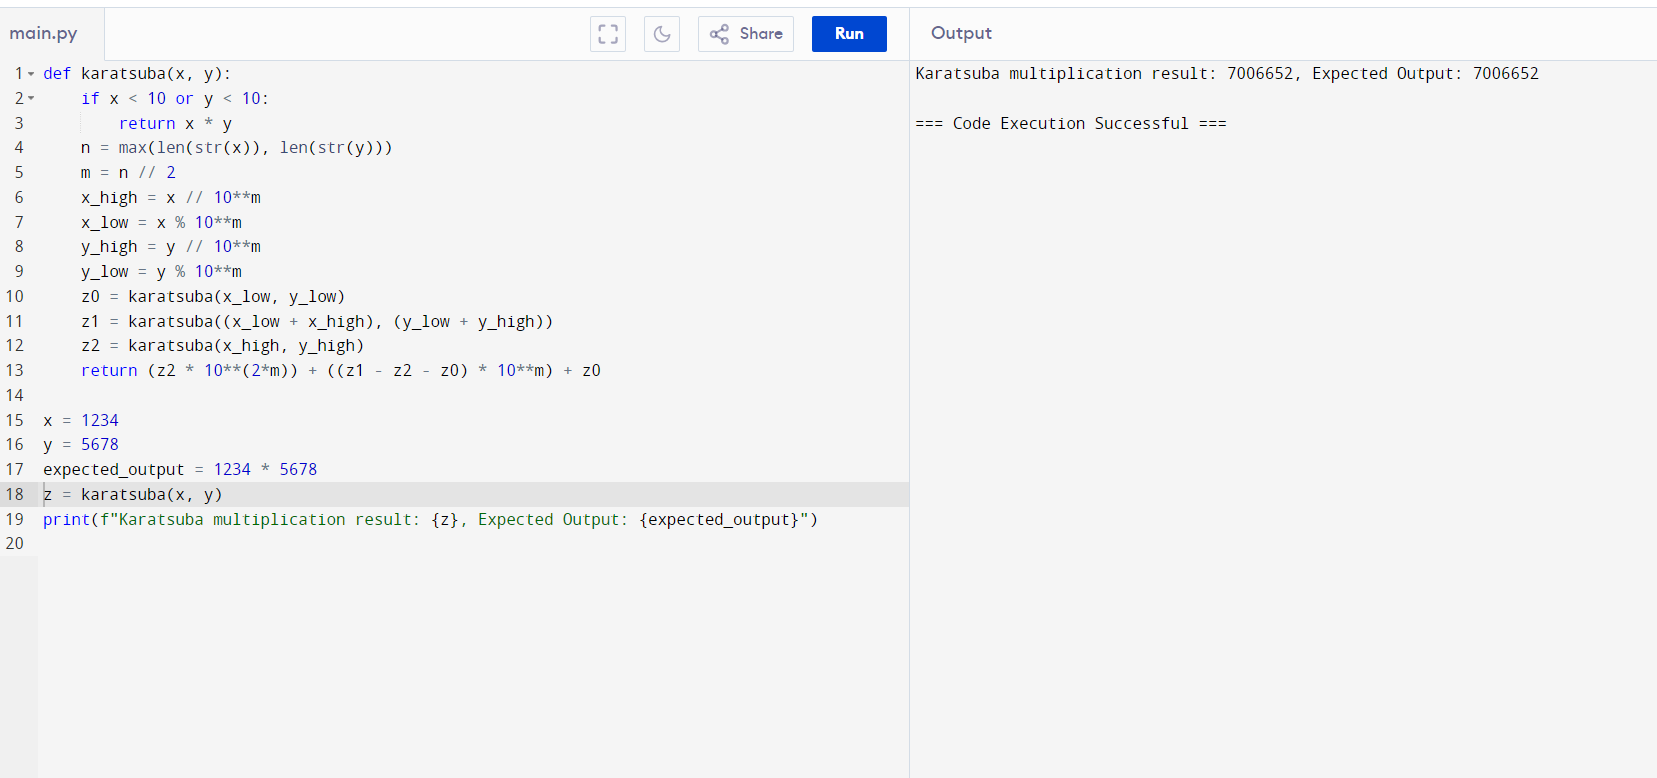 main.py
Share
Run
Output
1 def karatsuba(x, y):
2     if x < 10 or y < 10:
3         return x * y
4     n = max(len(str(x)), len(str(y)))
5     m = n // 2
6     x_high = x // 10**m
7     x_low = x % 10**m
8     y_high = y // 10**m
9     y_low = y % 10**m
10     z0 = karatsuba(x_low, y_low)
11     z1 = karatsuba((x_low + x_high), (y_low + y_high))
12     z2 = karatsuba(x_high, y_high)
13     return (z2 * 10**(2*m)) + ((z1 - z2 - z0) * 10**m) + z0
14
15 x = 1234
16 y = 5678
17 expected_output = 1234 * 5678
18 z = karatsuba(x, y)
19 print(f"Karatsuba multiplication result: {z}, Expected Output: {expected_output}")
20
Karatsuba multiplication result: 7006652, Expected Output: 7006652
=== Code Execution Successful ===